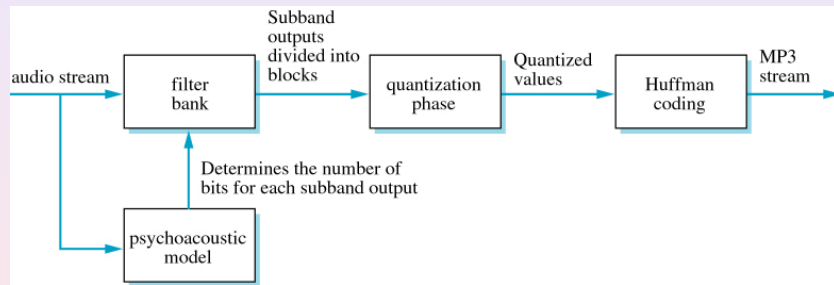 Subband
outputs
divided into
blocks
audio stream
filter
bank
quantization
phase
Quantized
values
Huffman
coding
MP3
stream
Determines the number of
bits for each subband output
psychoacoustic
model